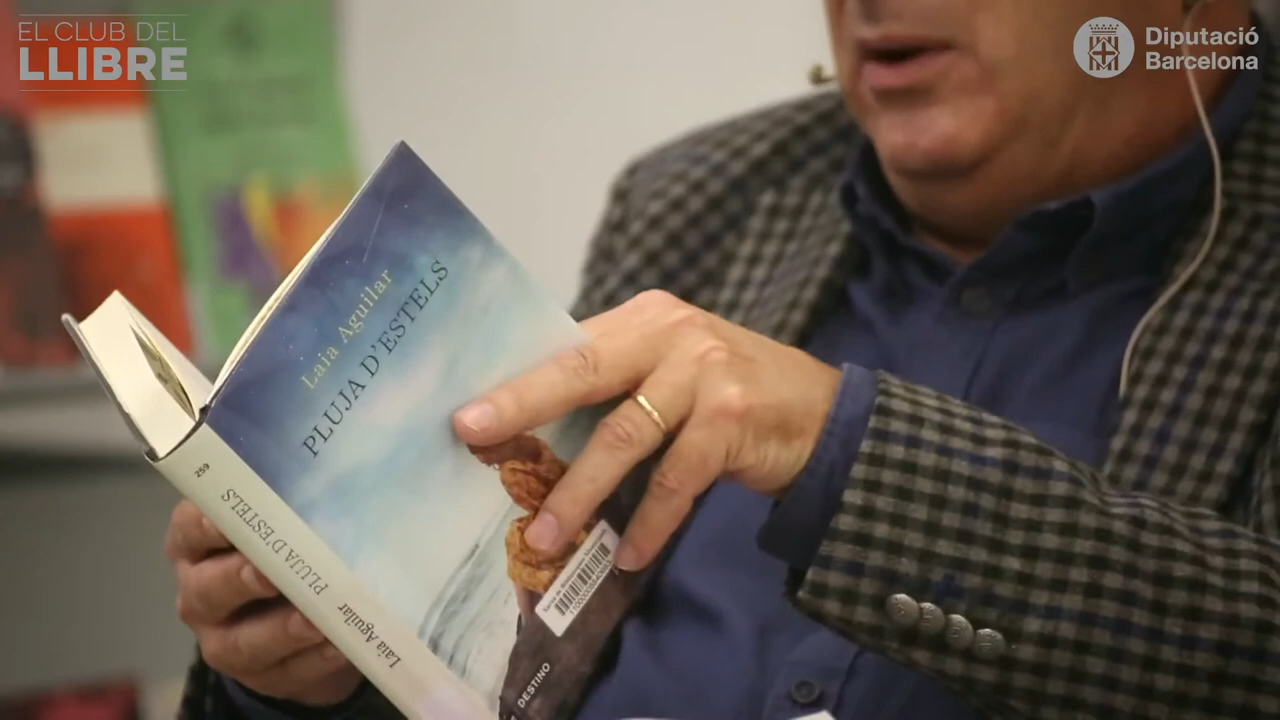 EL CLUB DEL
LLIBRE
Diputació
Barcelona
Laia Aguilar
PLUJA D'ESTELS
259
PLUJA D'ESTELS
Laia Aguilar
DESTINO